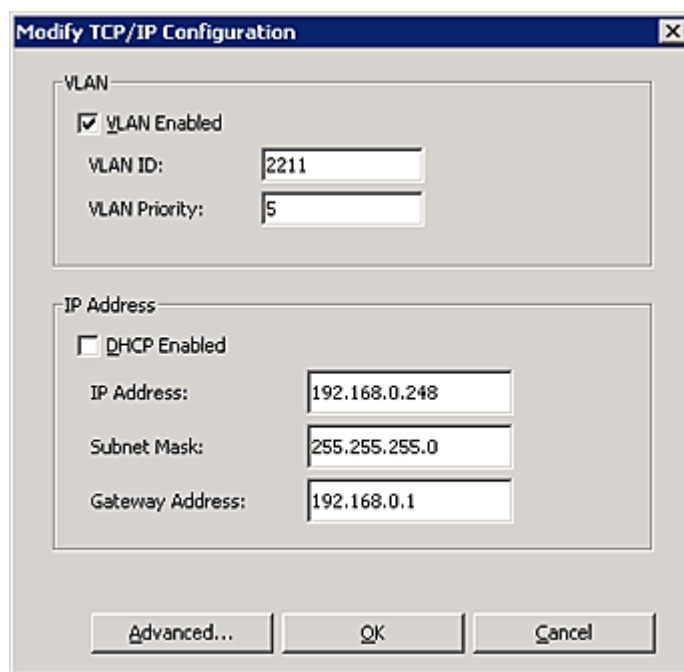 Modify TCP/IP Configuration
VLAN
VLAN Enabled
VLAN ID: 2211
VLAN Priority: 5
IP Address
DHCP Enabled
IP Address: 192.168.0.248
Subnet Mask: 255.255.255.0
Gateway Address: 192.168.0.1
Advanced... OK Cancel